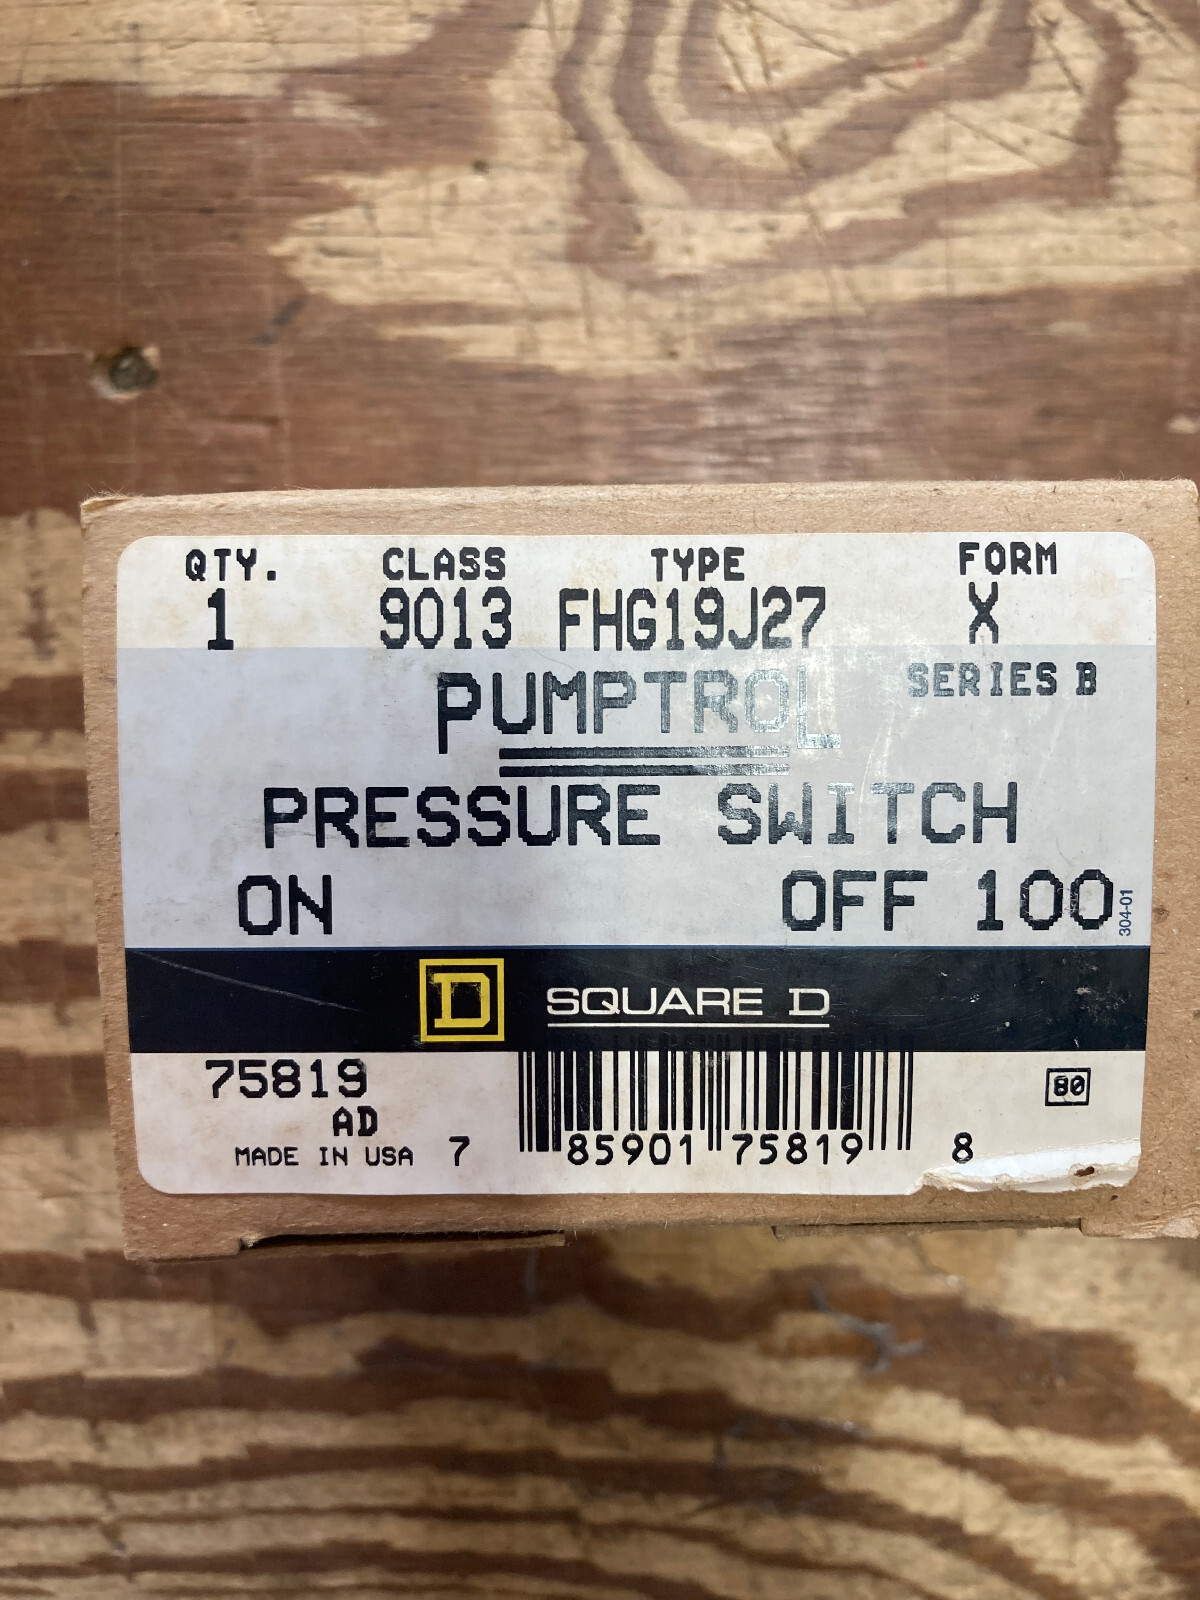 QTY. CLASS TYPE FORM
1 9013 FHG19J27 X
PUMPTROL SERIES B
PRESSURE SWITCH
ON OFF 100
304-01
D SQUARE D
75819
AD
80
MADE IN USA 7 85901 75819 8